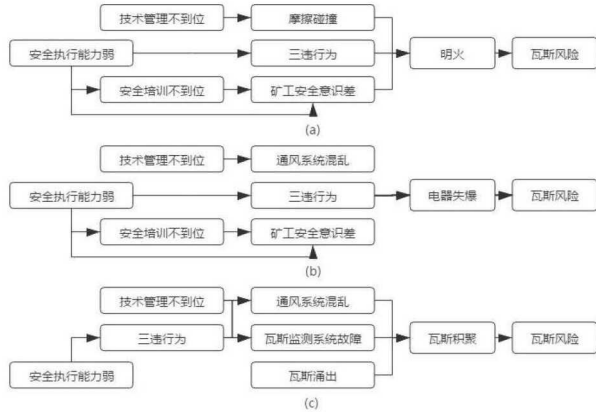 技术管理不到位 摩擦碰撞
安全执行能力弱 三违行为 明火 瓦斯风险
安全培训不到位 矿工安全意识差
(a)
技术管理不到位 通风系统混乱
安全执行能力弱 三违行为 电器失爆 瓦斯风险
安全培训不到位 矿工安全意识差
(b)
技术管理不到位 通风系统混乱
三违行为 瓦斯监测系统故障 瓦斯积聚 瓦斯风险
安全执行能力弱 瓦斯涌出
(c)